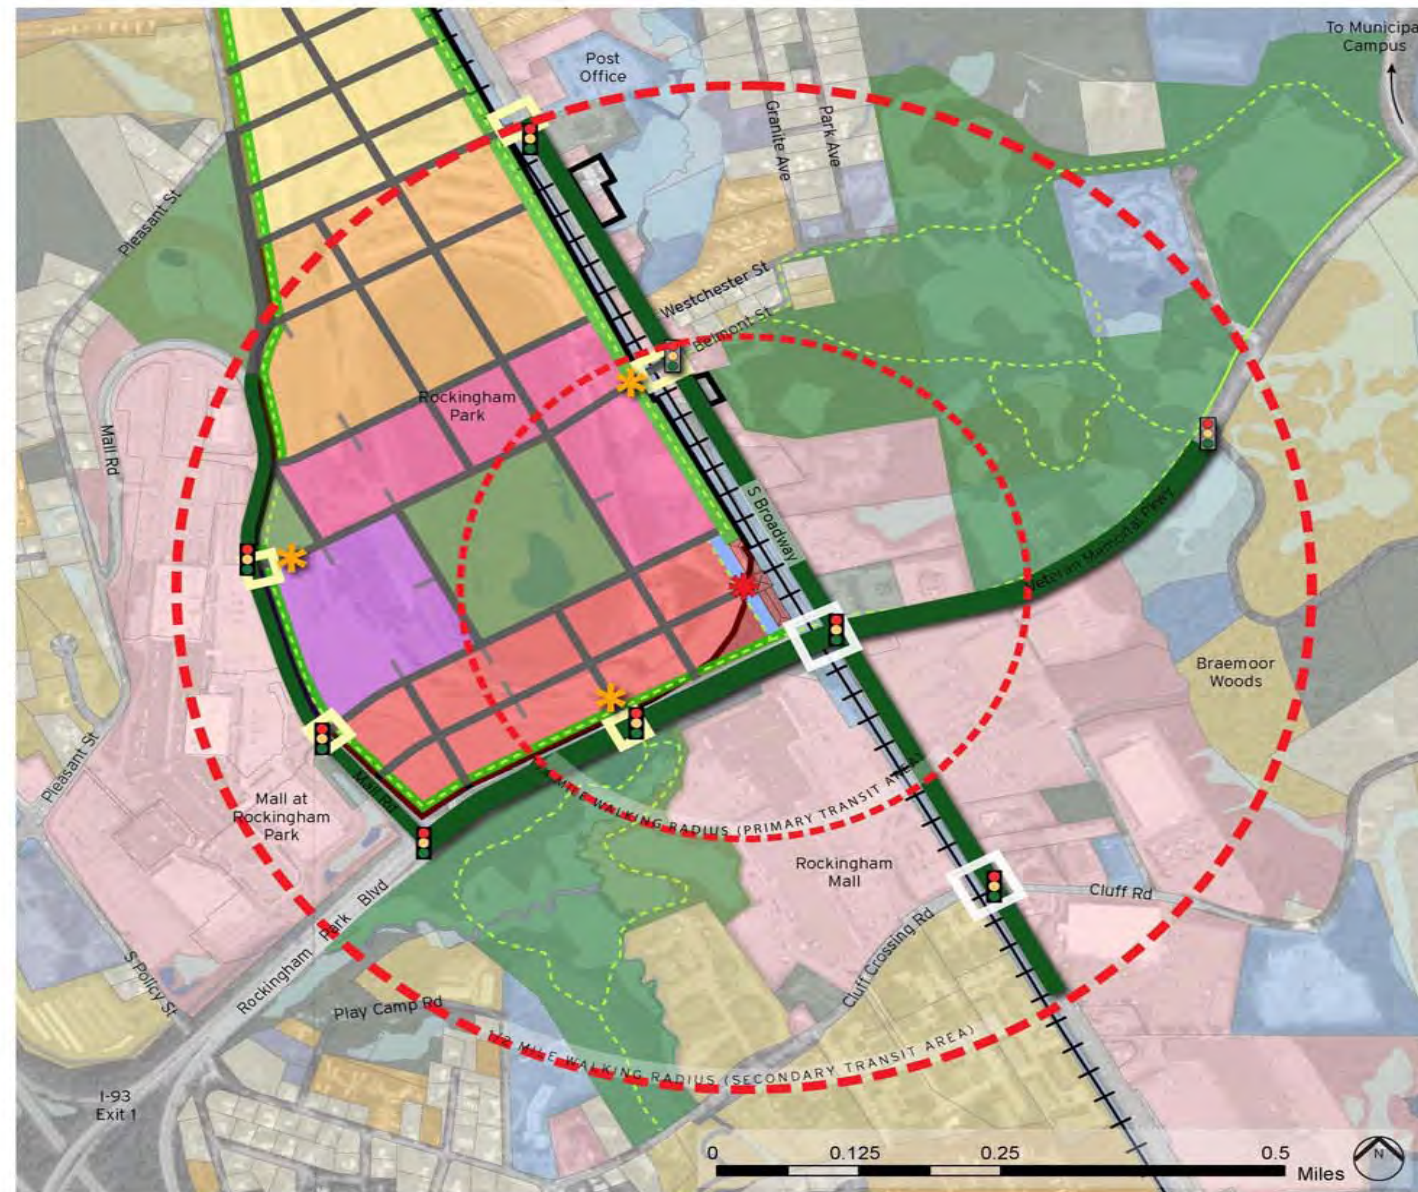 To Municipa
Campus
Post
Office
Granite Ave
Park Ave
Pleasant St
Westchester St
Belmont St
Rockingham
Park
Mall Rd
S Broadway
Veteran Memorial Pkwy
Braemoor
Woods
Pleasant St
Mall Rd
Mall at
Rockingham
Park
MILE WALKING RADIUS (PRIMARY TRANSIT AREA)
Rockingham
Mall
Cluff Rd
Cluff Crossing Rd
Rockingham Park Blvd
S Policy St
Play Camp Rd
1/2 MILE WALKING RADIUS (SECONDARY TRANSIT AREA)
I-93
Exit 1
0 0.125 0.25 0.5
Miles
N